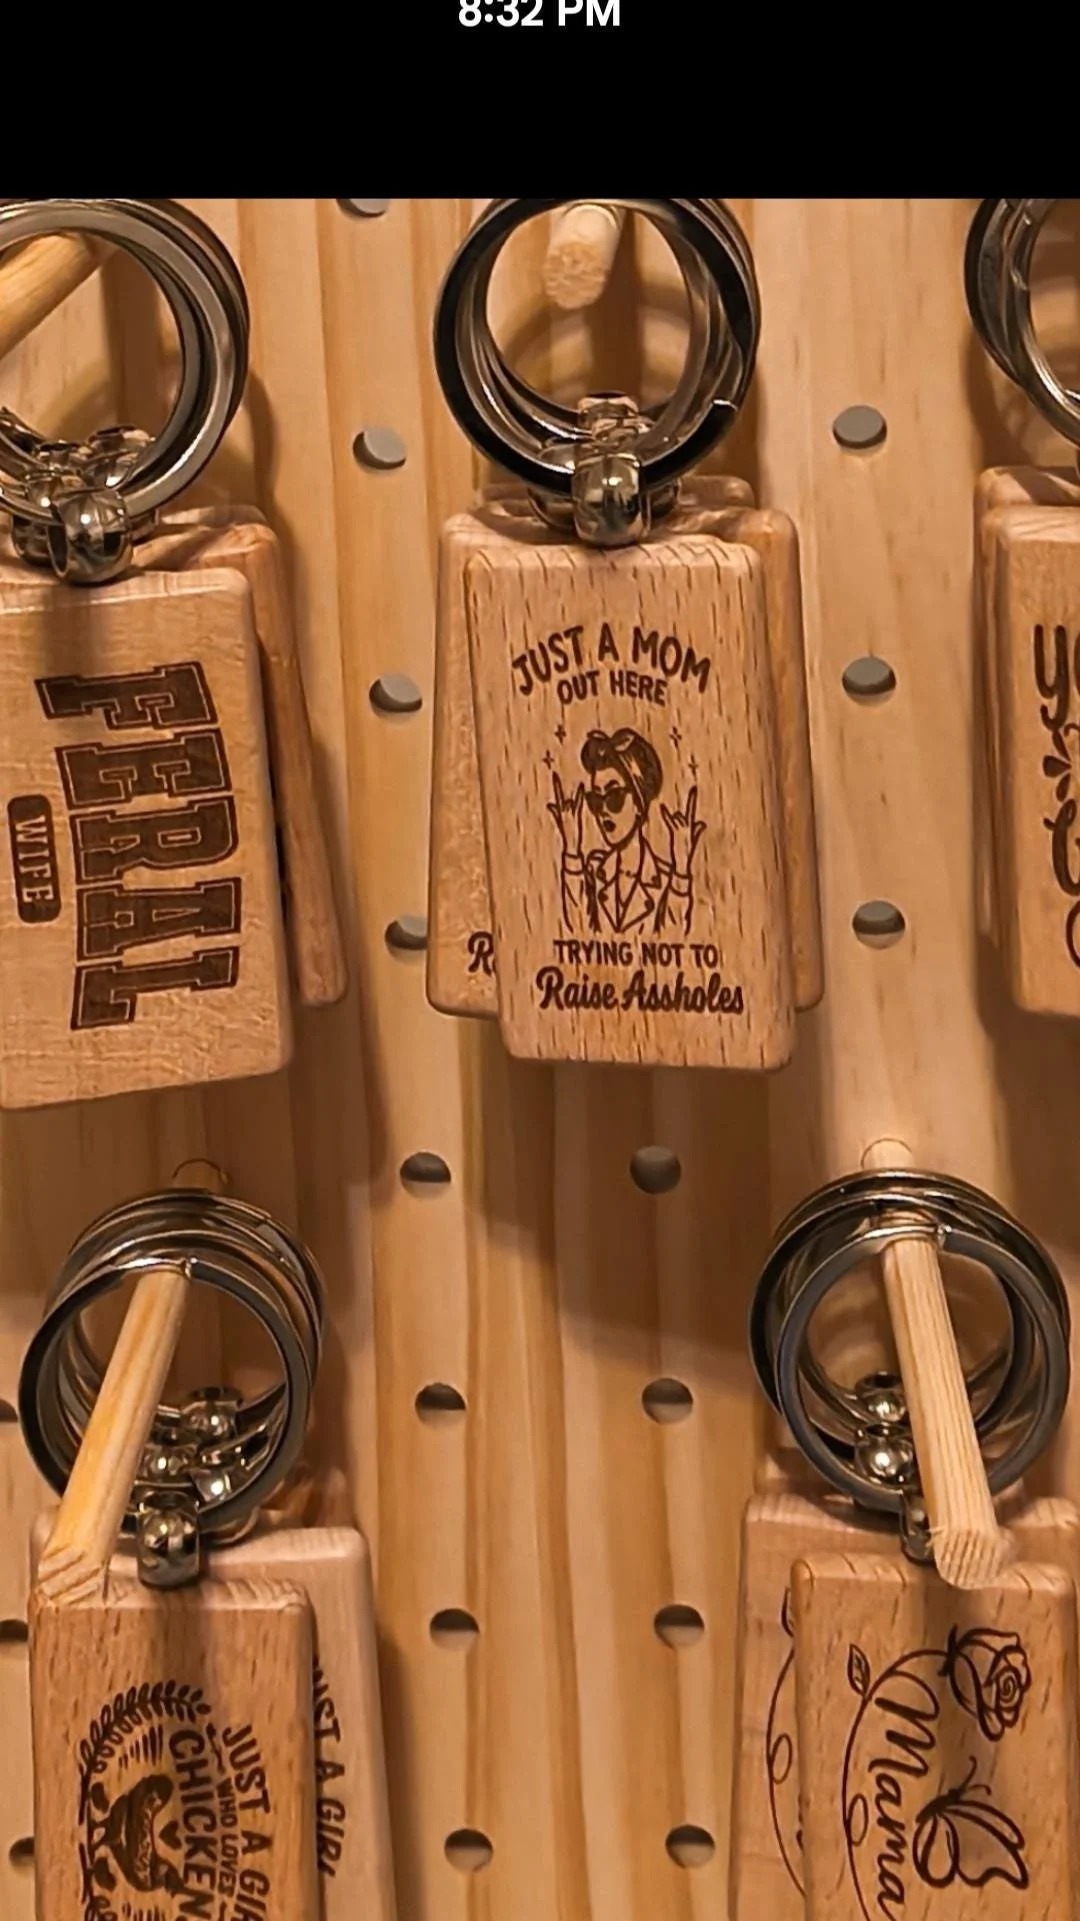 8:32 PM
FERAL
WIFE
JUST A MOM
OUT HERE
TRYING NOT TO
Raise Assholes
JUST A
WHO LOVES
CHICKENS
JUST A GIRL
Mama